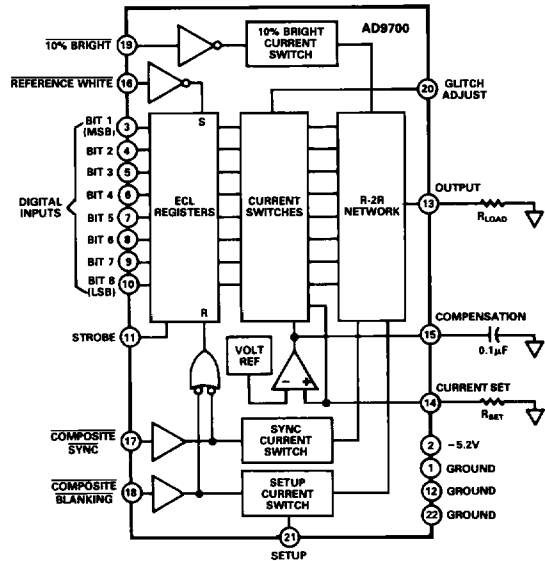 AD9700
10% BRIGHT
19
10% BRIGHT
CURRENT
SWITCH
REFERENCE WHITE
16
20
GLITCH
ADJUST
S
BIT 1
(MSB)
3
BIT 2
4
BIT 3
5
BIT 4
6
DIGITAL
INPUTS
BIT 5
7
BIT 6
8
BIT 7
9
BIT 8
(LSB)
10
ECL
REGISTERS
CURRENT
SWITCHES
R-2R
NETWORK
OUTPUT
13
RLOAD
R
STROBE
11
VOLT
REF
-
+
COMPENSATION
15
0.1µF
CURRENT SET
14
RSET
COMPOSITE
SYNC
17
SYNC
CURRENT
SWITCH
2
-5.2V
1
GROUND
COMPOSITE
BLANKING
18
SETUP
CURRENT
SWITCH
12
GROUND
22
GROUND
21
SETUP